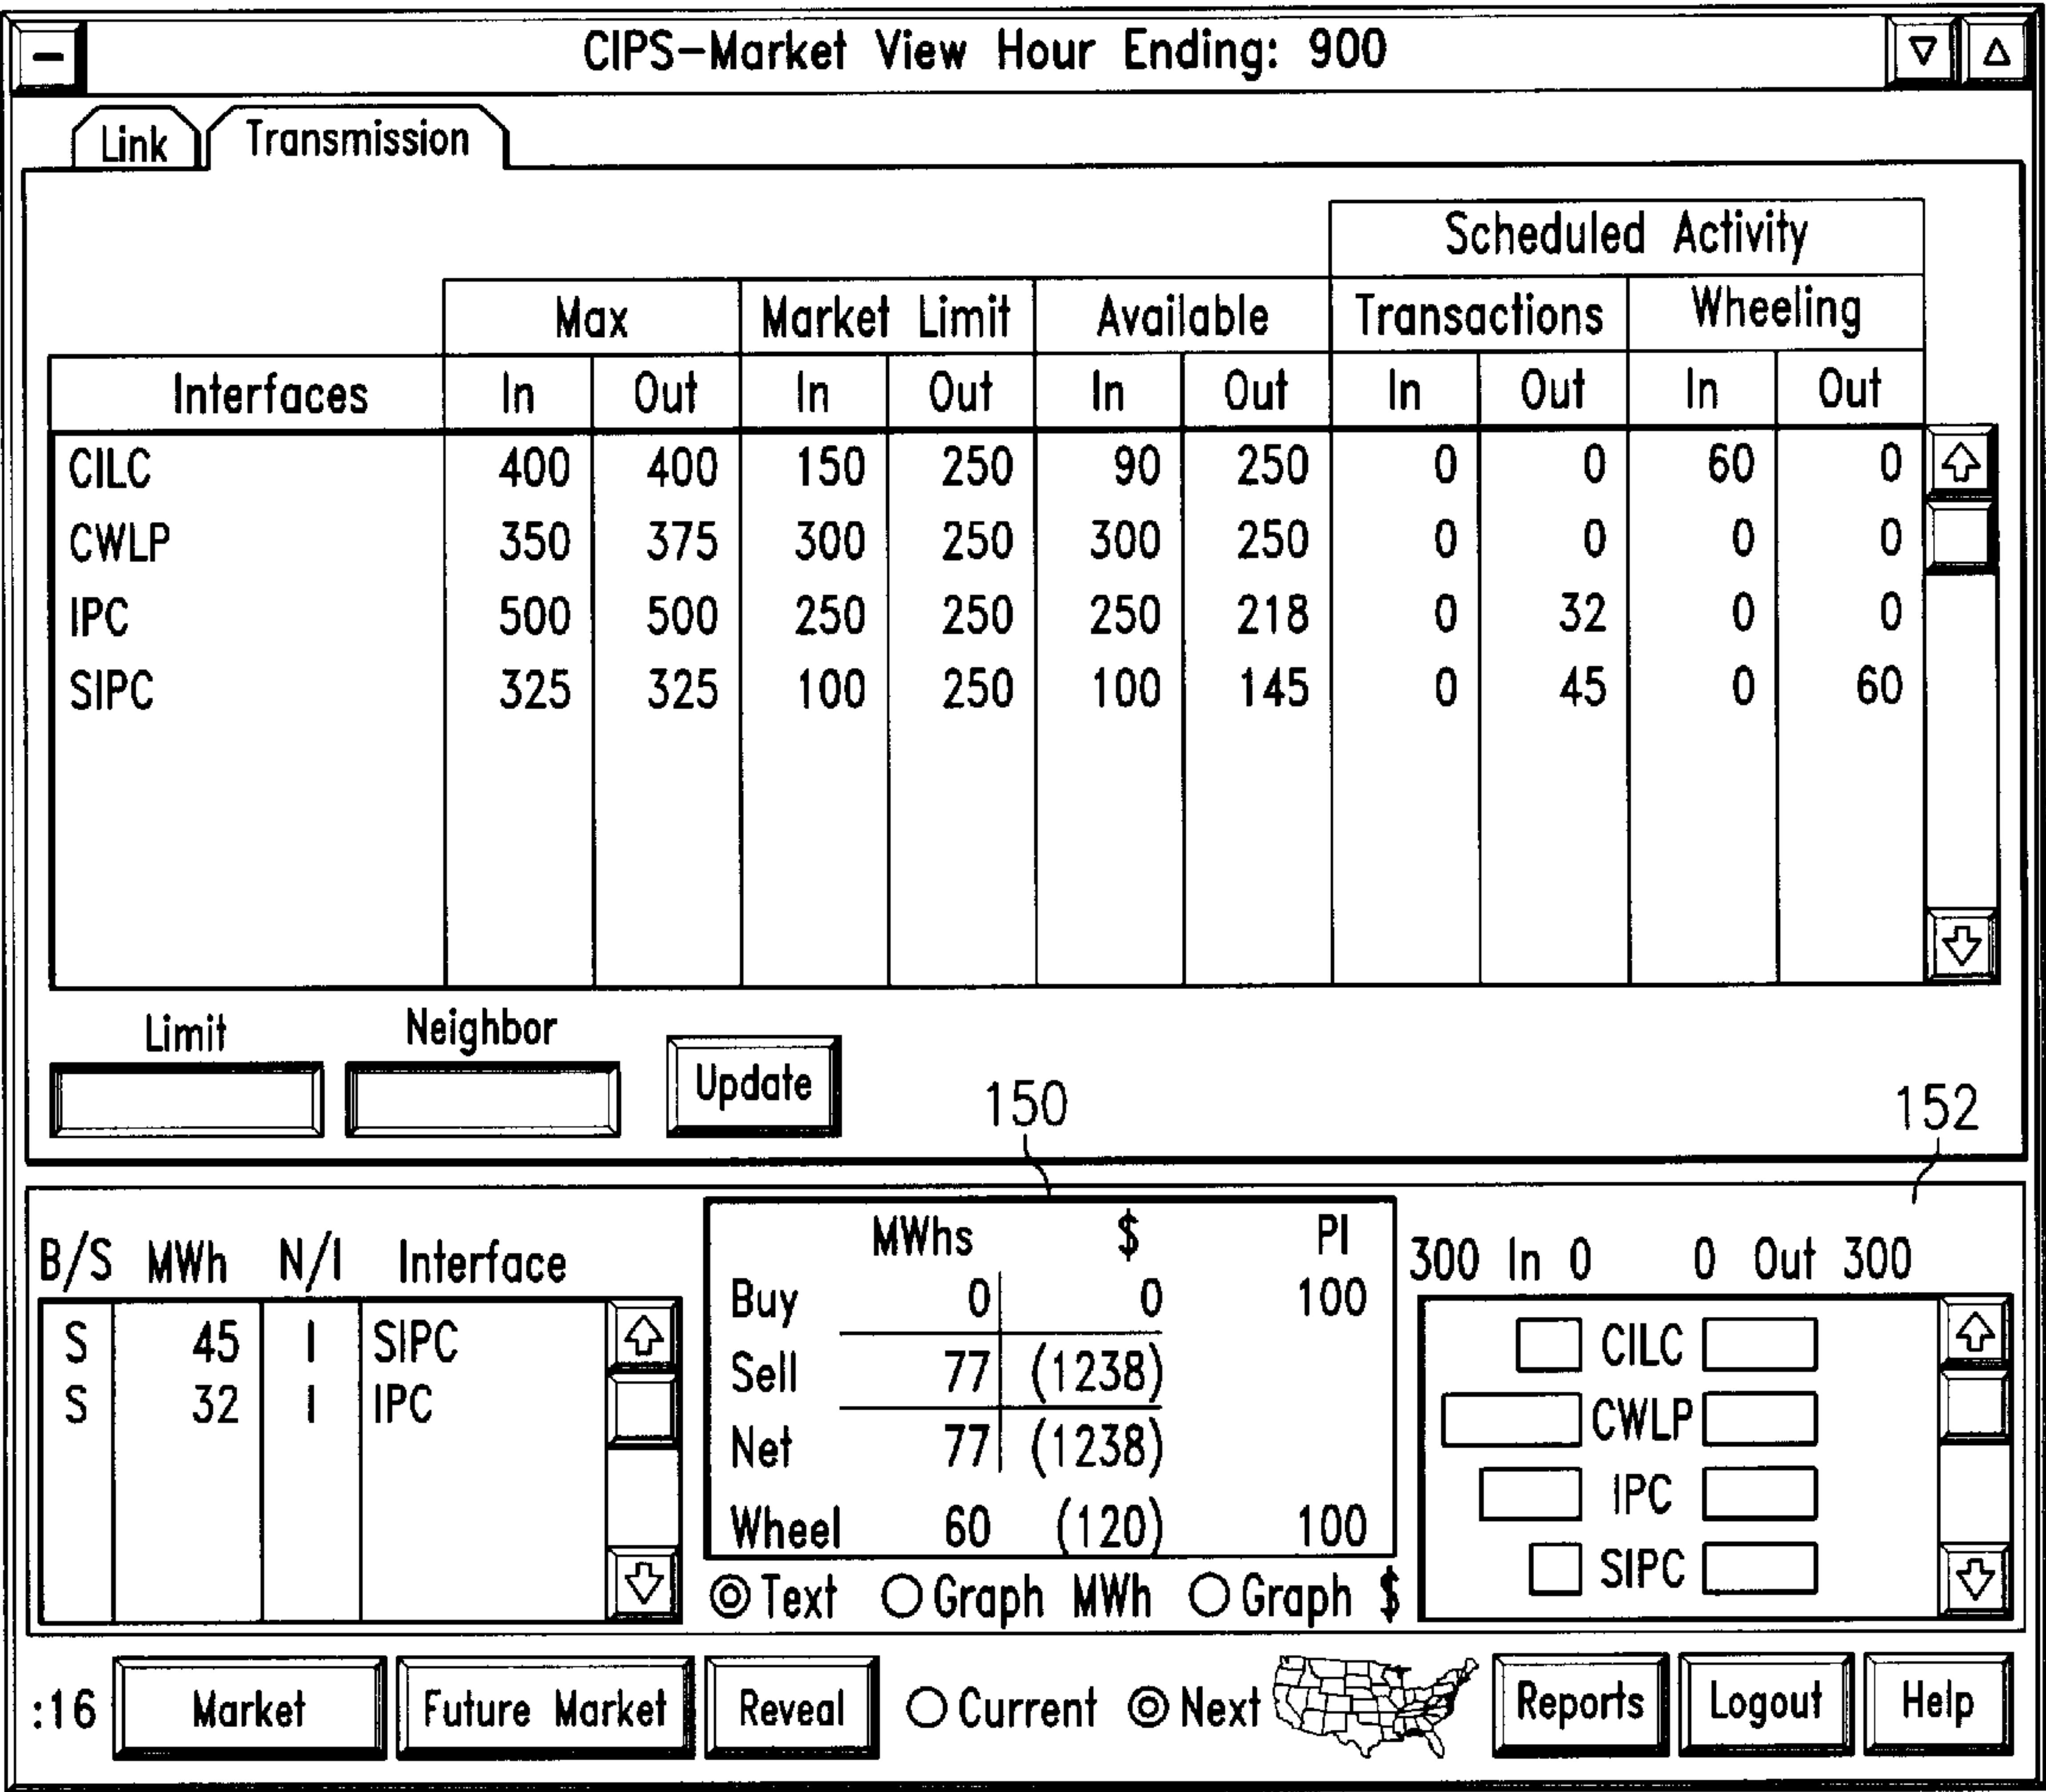 CIPS-Market View Hour Ending: 900
Link Transmission
Scheduled Activity
Max Market Limit Available Transactions Wheeling
Interfaces In Out In Out In Out In Out In Out
CILC 400 400 150 250 90 250 0 0 60 0
CWLP 350 375 300 250 300 250 0 0 0 0
IPC 500 500 250 250 250 218 0 32 0 0
SIPC 325 325 100 250 100 145 0 45 0 60
Limit Neighbor Update
150 152
B/S MWh N/I Interface
S 45 I SIPC
S 32 I IPC
MWhs $ PI
Buy 0 0 100
Sell 77 (1238)
Net 77 (1238)
Wheel 60 (120) 100
Text Graph MWh Graph $
300 In 0 0 Out 300
CILC
CWLP
IPC
SIPC
:16 Market Future Market Reveal Current Next Reports Logout Help